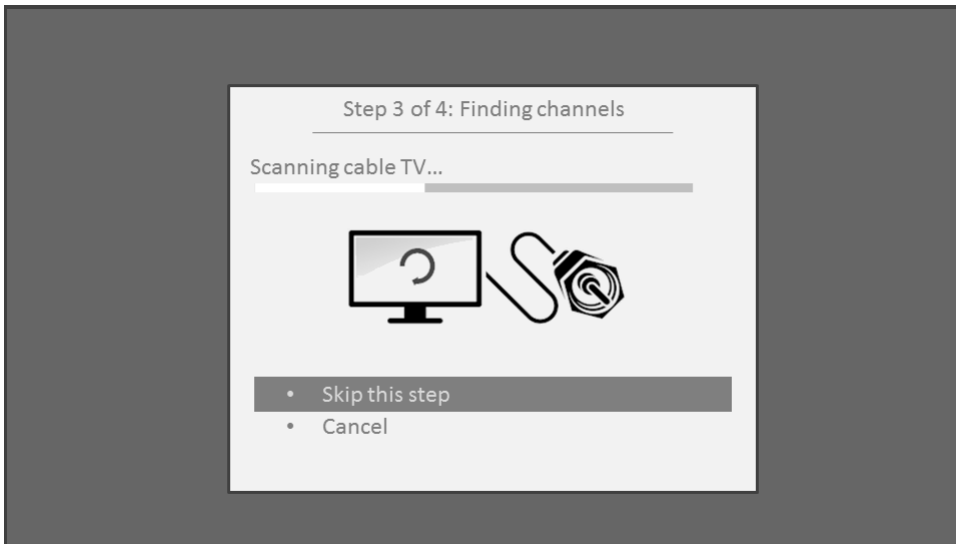 Step 3 of 4: Finding channels
Scanning cable TV...
• Skip this step
• Cancel